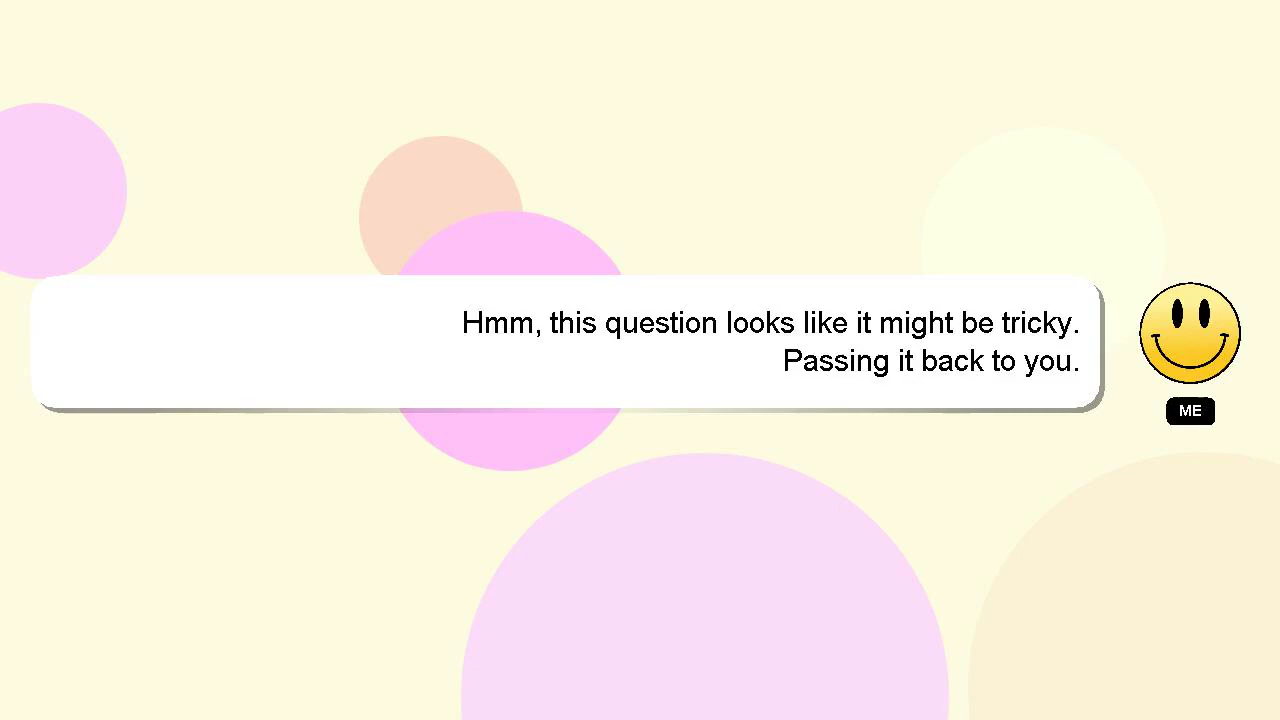 Hmm, this question looks like it might be tricky.
Passing it back to you.
ME